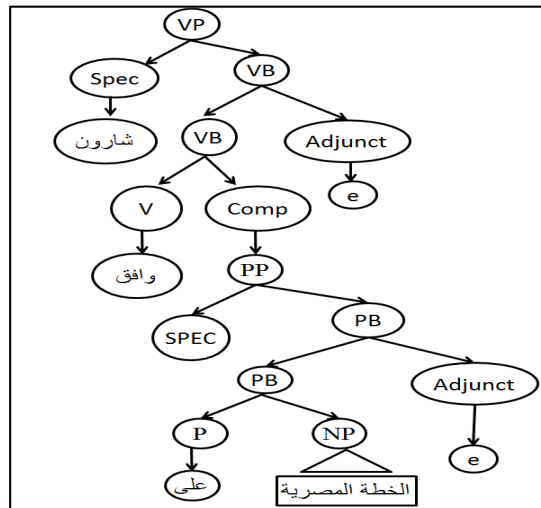 VP
Spec
VB
شارون
VB
Adjunct
V
Comp
e
وافق
PP
SPEC
PB
PB
Adjunct
P
NP
على
e
الخطة المصرية